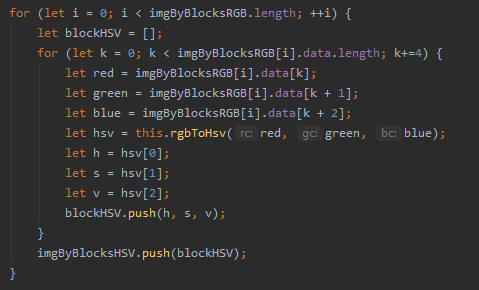 for (let i = 0; i < imgByBlocksRGB.length; ++i) {
    let blockHSV = [];
    for (let k = 0; k < imgByBlocksRGB[i].data.length; k+=4) {
        let red = imgByBlocksRGB[i].data[k];
        let green = imgByBlocksRGB[i].data[k + 1];
        let blue = imgByBlocksRGB[i].data[k + 2];
        let hsv = this.rgbToHsv( rc: red, gc: green, bc: blue);
        let h = hsv[0];
        let s = hsv[1];
        let v = hsv[2];
        blockHSV.push(h, s, v);
    }
    imgByBlocksHSV.push(blockHSV);
}